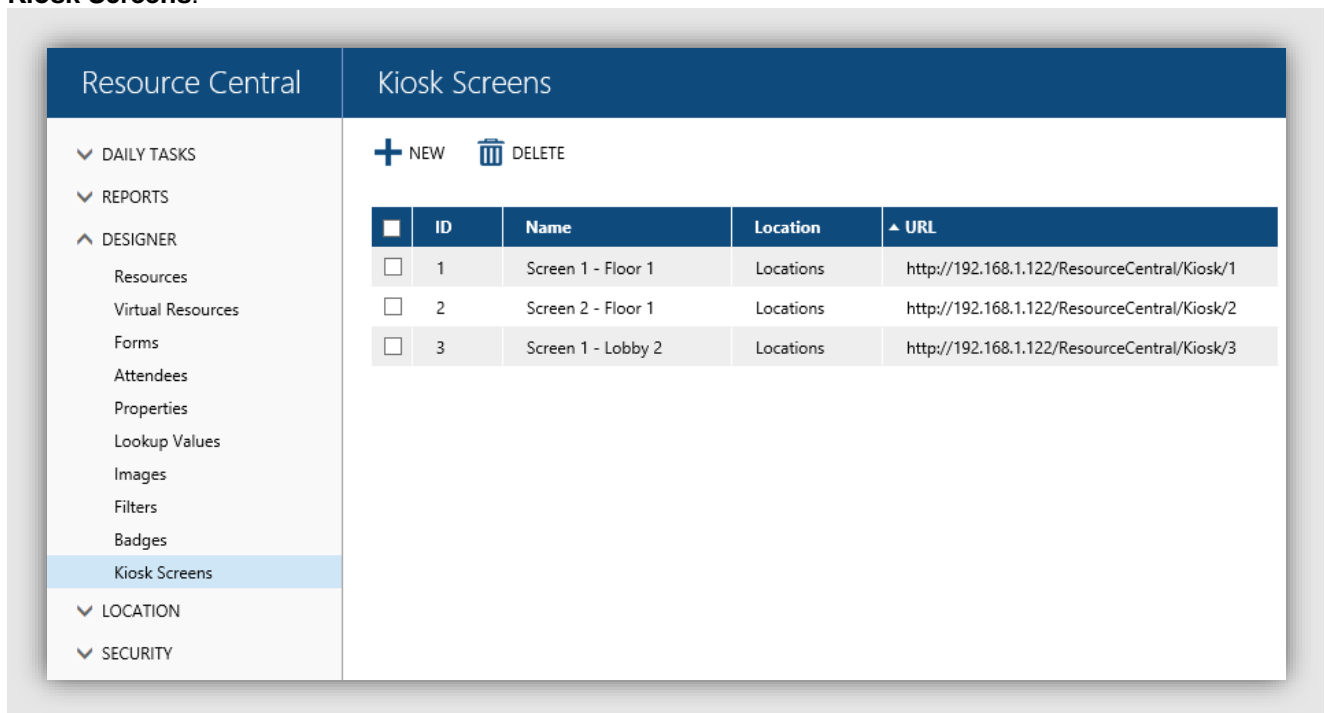 Kiosk Screens.
Resource Central
Kiosk Screens
DAILY TASKS
REPORTS
DESIGNER
Resources
Virtual Resources
Forms
Attendees
Properties
Lookup Values
Images
Filters
Badges
Kiosk Screens
LOCATION
SECURITY
NEW DELETE
ID Name Location URL
1 Screen 1 - Floor 1 Locations http://192.168.1.122/ResourceCentral/Kiosk/1
2 Screen 2 - Floor 1 Locations http://192.168.1.122/ResourceCentral/Kiosk/2
3 Screen 1 - Lobby 2 Locations http://192.168.1.122/ResourceCentral/Kiosk/3